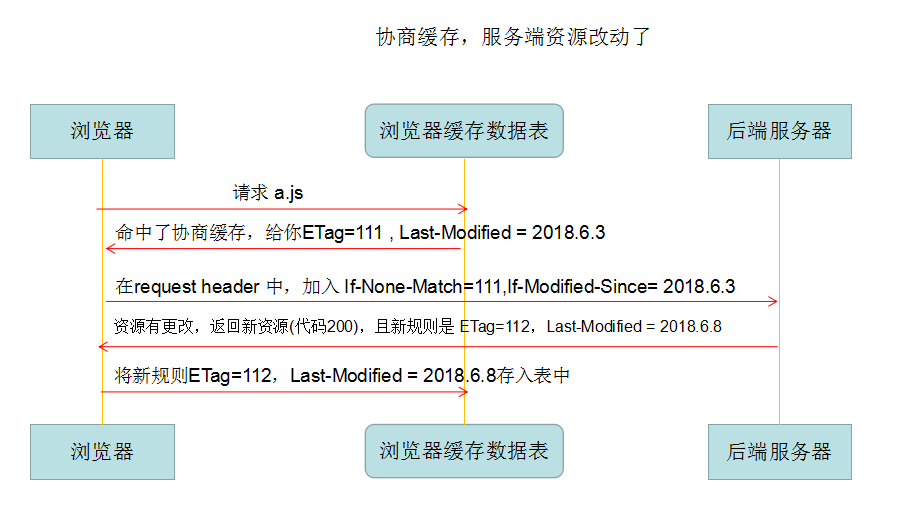 协商缓存，服务端资源改动了
浏览器
浏览器缓存数据表
后端服务器
请求 a.js
命中了协商缓存，给你ETag=111 , Last-Modified = 2018.6.3
在request header 中，加入 If-None-Match=111,If-Modified-Since= 2018.6.3
资源有更改，返回新资源(代码200)，且新规则是 ETag=112，Last-Modified = 2018.6.8
将新规则ETag=112，Last-Modified = 2018.6.8存入表中
浏览器
浏览器缓存数据表
后端服务器